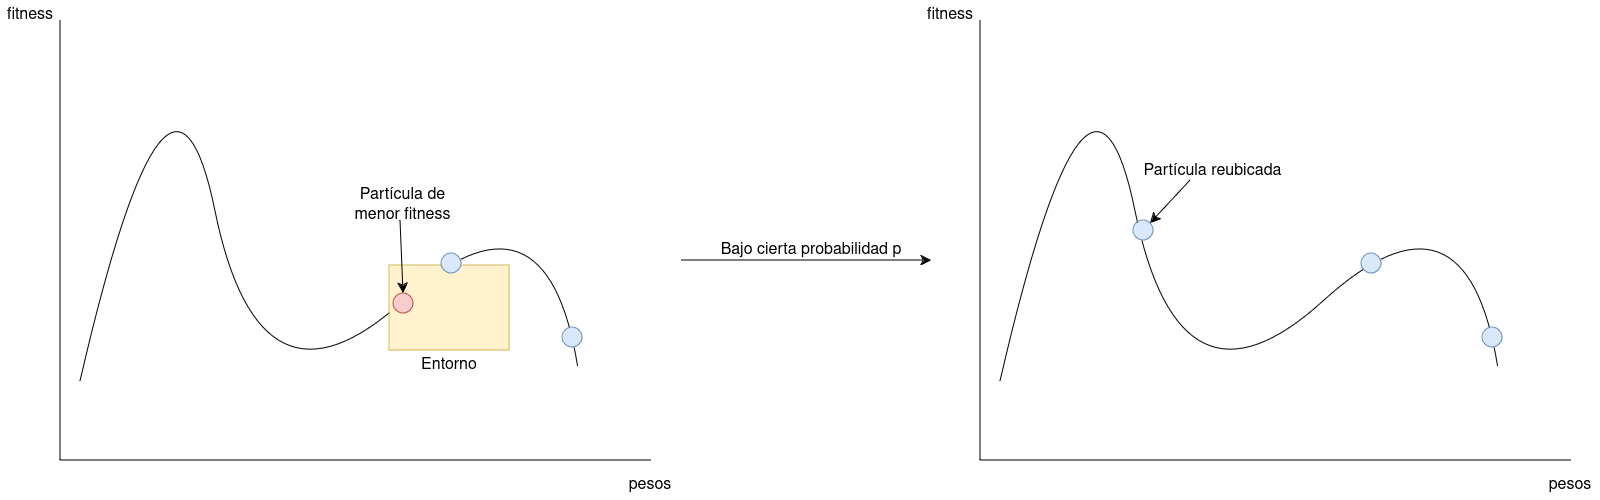 fitness
Partícula de
menor fitness
Entorno
pesos
Bajo cierta probabilidad p
fitness
Partícula reubicada
pesos